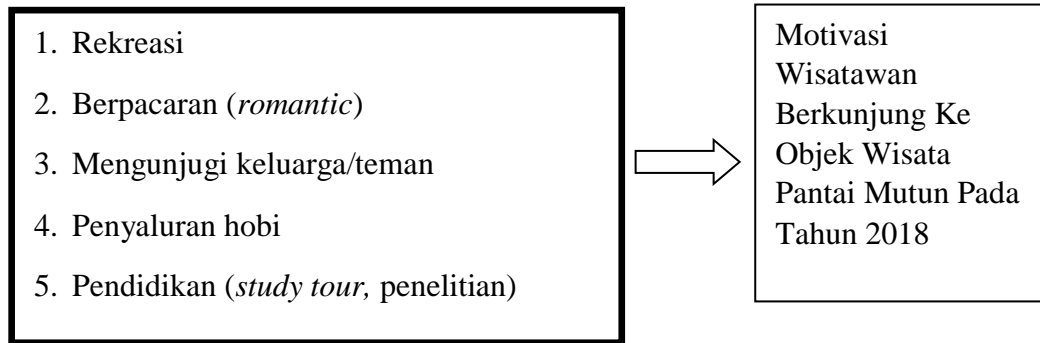 1. Rekreasi
2. Berpacaran (romantic)
3. Mengunjugi keluarga/teman
4. Penyaluran hobi
5. Pendidikan (study tour, penelitian)
Motivasi
Wisatawan
Berkunjung Ke
Objek Wisata
Pantai Mutun Pada
Tahun 2018